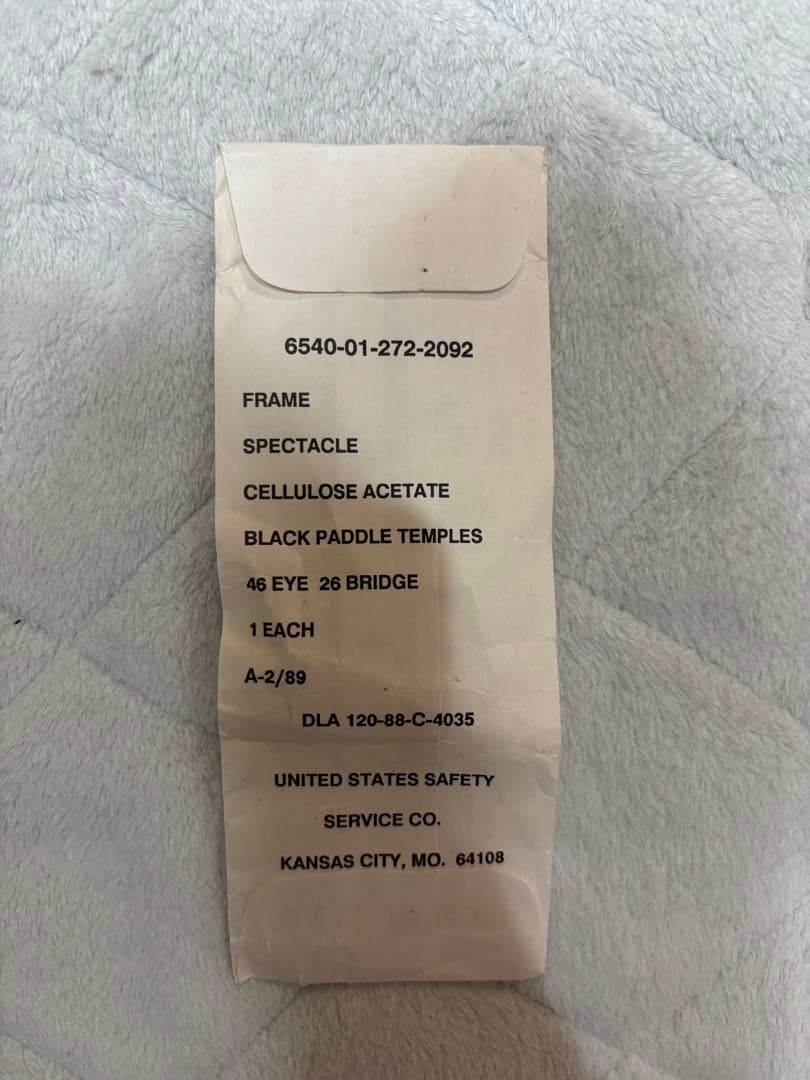 6540-01-272-2092
FRAME
SPECTACLE
CELLULOSE ACETATE
BLACK PADDLE TEMPLES
46 EYE 26 BRIDGE
1 EACH
A-2/89
DLA 120-88-C-4035
UNITED STATES SAFETY
SERVICE CO.
KANSAS CITY, MO. 64108